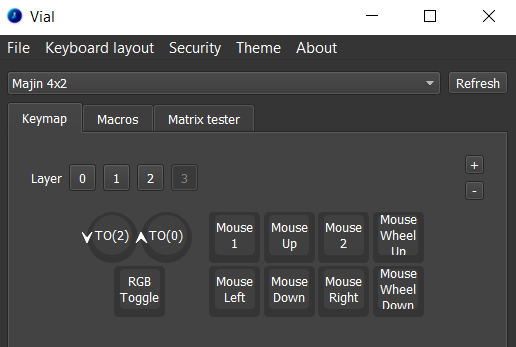 Vial
File Keyboard layout Security Theme About
Majin 4x2 Refresh
Keymap Macros Matrix tester
+
Layer 0 1 2 3
-
TO(2) TO(0)
Mouse 1
Mouse Up
Mouse 2
Mouse Wheel Up
RGB Toggle
Mouse Left
Mouse Down
Mouse Right
Mouse Wheel Down